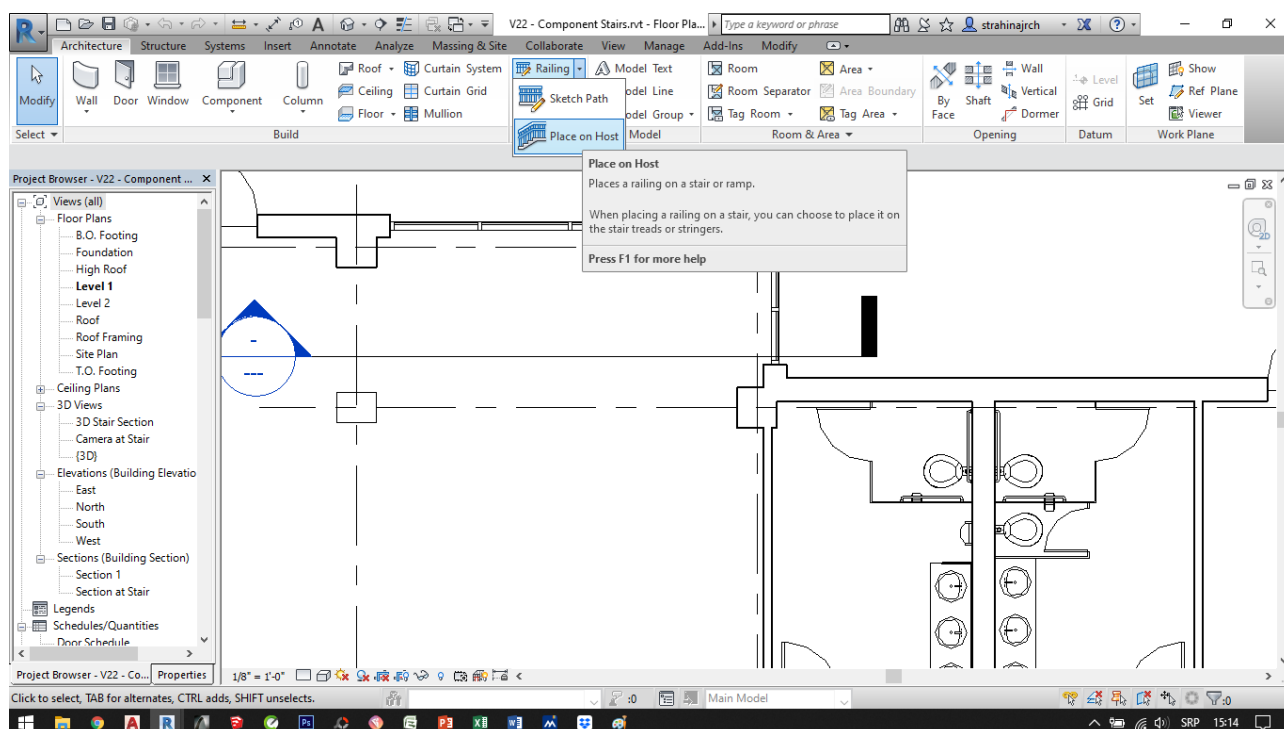 V22 - Component Stairs.rvt - Floor Pla... Type a keyword or phrase strahinajrch
Architecture Structure Systems Insert Annotate Analyze Massing & Site Collaborate View Manage Add-Ins Modify
Modify Wall Door Window Component Column
Roof Curtain System
Ceiling Curtain Grid
Floor Mullion
Railing
Sketch Path
Place on Host
Model Text
odel Line
odel Group
Room Area
Room Separator Area Boundary
Tag Room Tag Area
By Face Shaft
Wall
Vertical
Dormer
Level
Grid
Set
Show
Ref Plane
Viewer
Select Build Model Room & Area Opening Datum Work Plane
Place on Host
Places a railing on a stair or ramp.
When placing a railing on a stair, you can choose to place it on
the stair treads or stringers.
Press F1 for more help
Project Browser - V22 - Component ...
Views (all)
Floor Plans
B.O. Footing
Foundation
High Roof
Level 1
Level 2
Roof
Roof Framing
Site Plan
T.O. Footing
Ceiling Plans
3D Views
3D Stair Section
Camera at Stair
{3D}
Elevations (Building Elevatio
East
North
South
West
Sections (Building Section)
Section 1
Section at Stair
Legends
Schedules/Quantities
Door Schedule
Project Browser - V22 - Co... Properties
1/8" = 1'-0"
2D
Click to select, TAB for alternates, CTRL adds, SHIFT unselects. :0 Main Model :0
SRP 15:14